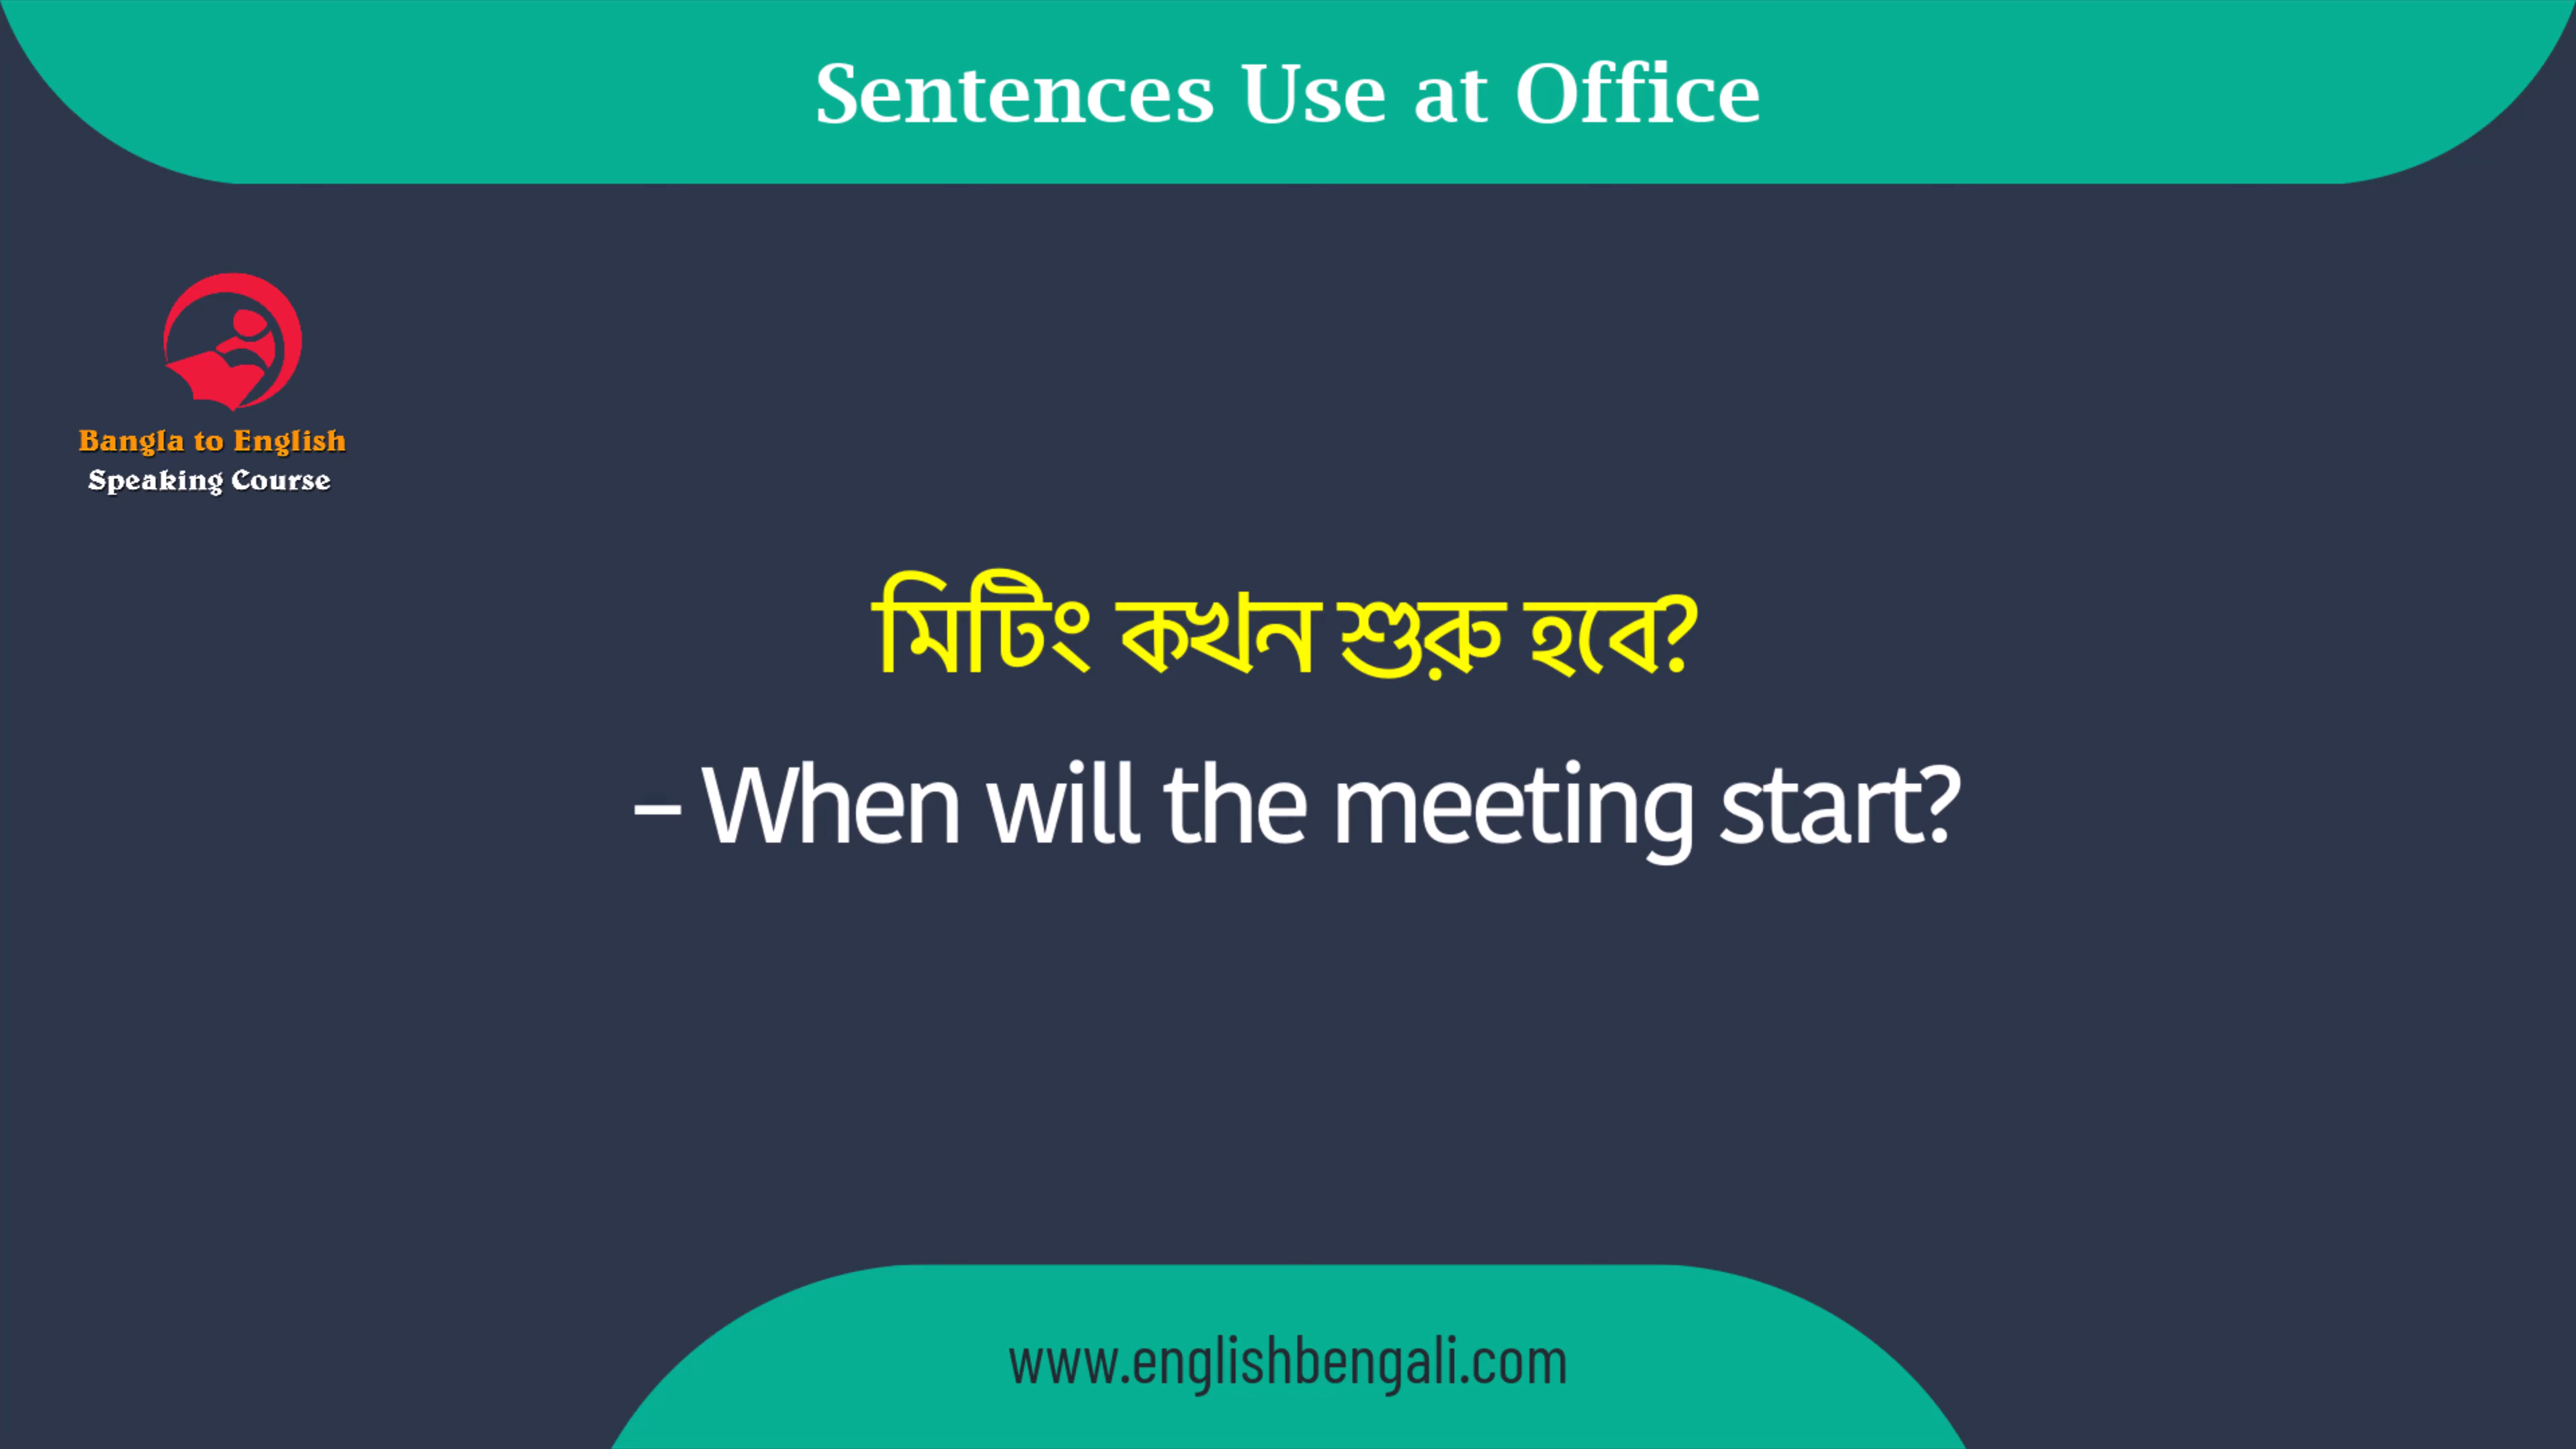 Sentences Use at Office
Bangla to English
Speaking Course
মিটিং কখন শুরু হবে?
– When will the meeting start?
www.englishbengali.com